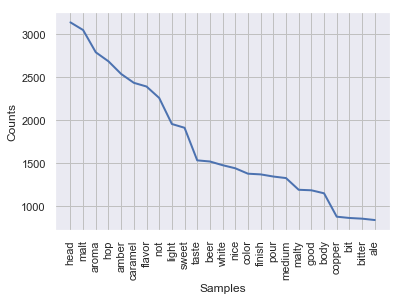 3000
2500
2000
1500
1000
Counts
head
malt
aroma
hop
amber
caramel
flavor
not
light
sweet
taste
beer
white
nice
color
finish
pour
medium
malty
good
body
copper
bit
bitter
ale
Samples